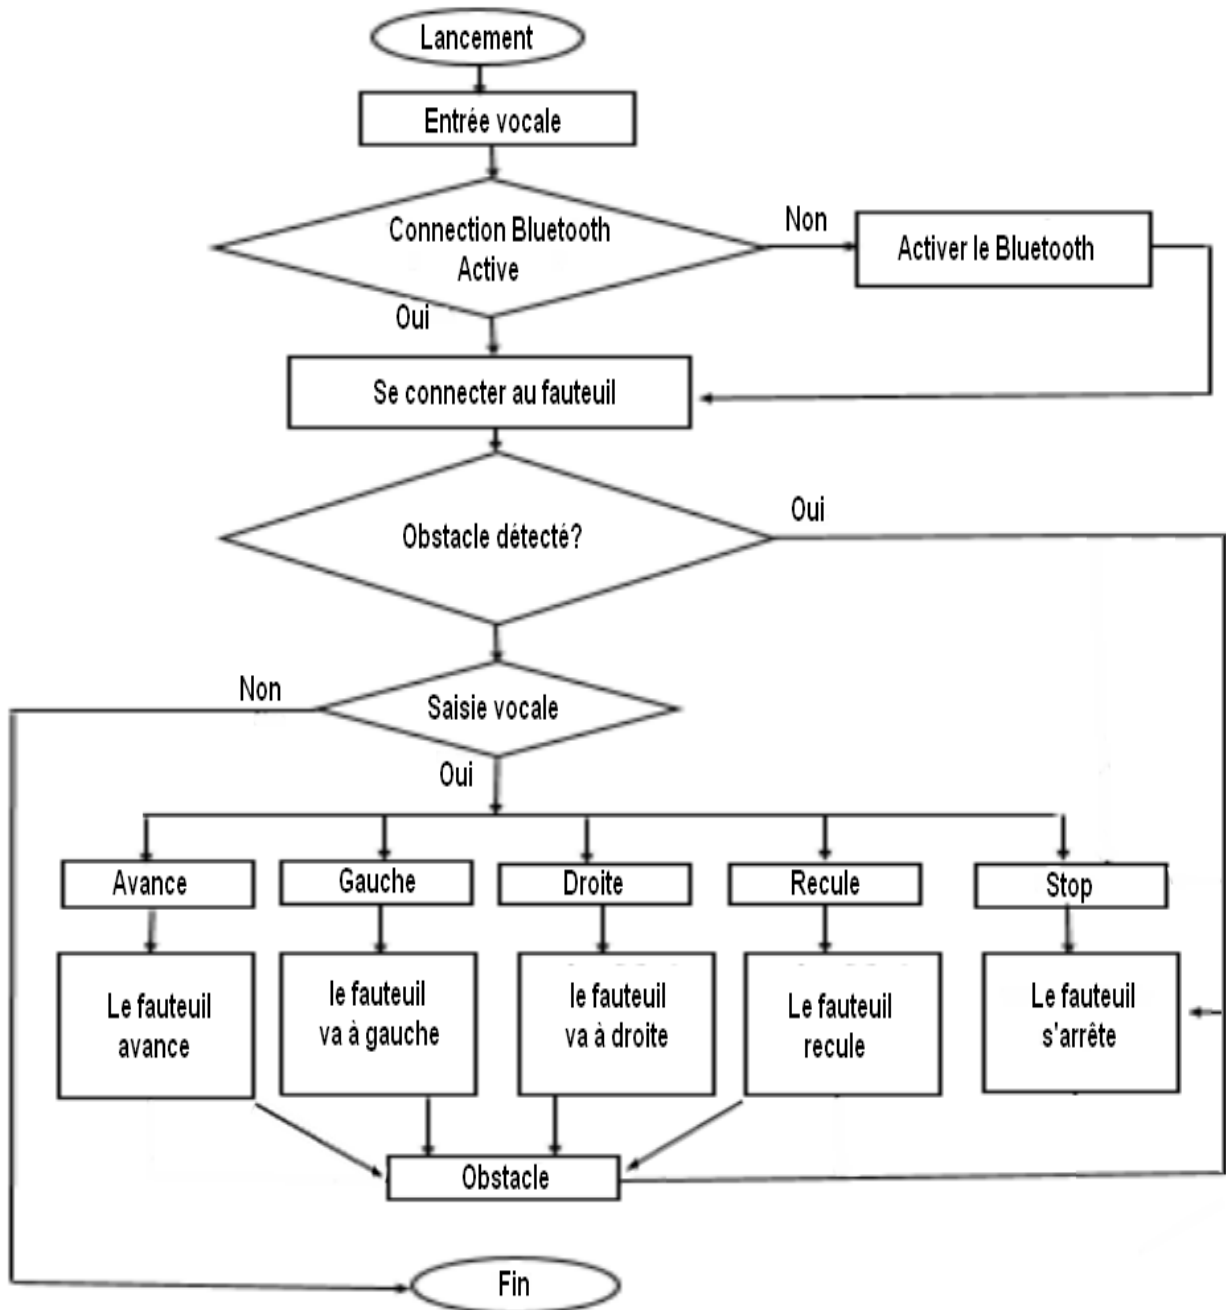 Lancement
Entrée vocale
Connection Bluetooth
Active
Non
Activer le Bluetooth
Oui
Se connecter au fauteuil
Oui
Obstacle détecté?
Non
Saisie vocale
Oui
Avance
Gauche
Droite
Recule
Stop
Le fauteuil
avance
le fauteuil
va à gauche
le fauteuil
va à droite
Le fauteuil
recule
Le fauteuil
s'arrête
Obstacle
Fin